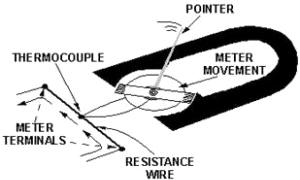 POINTER
THERMOCOUPLE
METER
MOVEMENT
METER
TERMINALS
RESISTANCE
WIRE